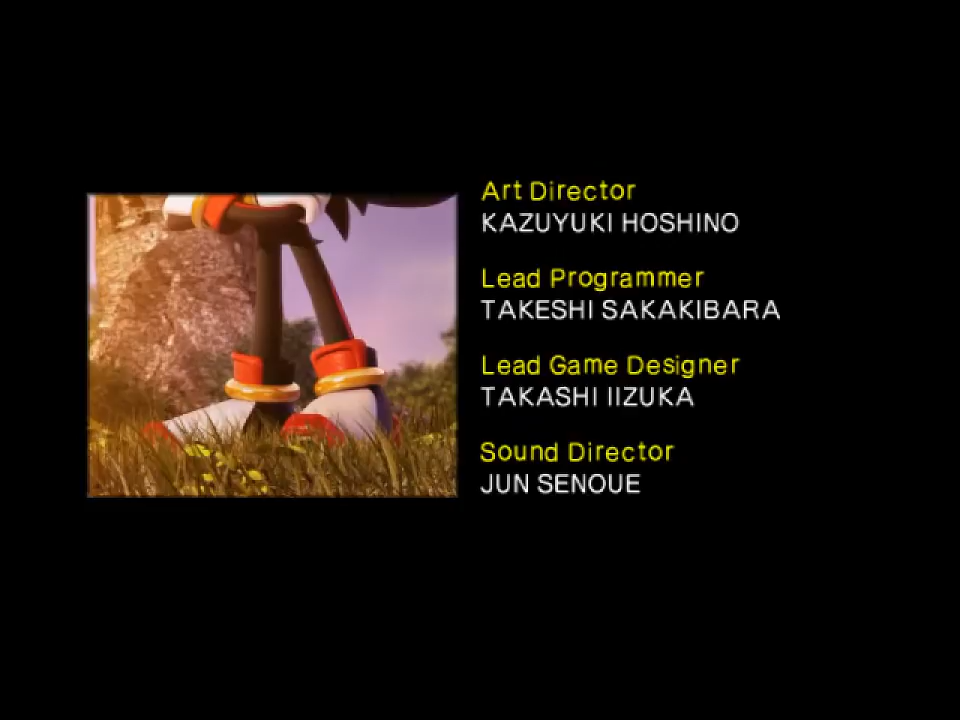 Art Director
KAZUYUKI HOSHINO
Lead Programmer
TAKESHI SAKAKIBARA
Lead Game Designer
TAKASHI IIZUKA
Sound Director
JUN SENOUE